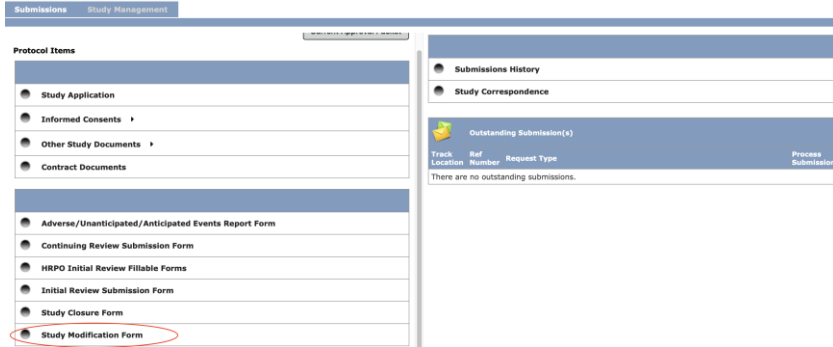 Submissions Study Management
Current Approval Packet
Protocol Items
Study Application
Informed Consents
Other Study Documents
Contract Documents
Adverse/Unanticipated/Anticipated Events Report Form
Continuing Review Submission Form
HRPO Initial Review Fillable Forms
Initial Review Submission Form
Study Closure Form
Study Modification Form
Submissions History
Study Correspondence
Outstanding Submission(s)
Track Location Ref Number Request Type Process Submission
There are no outstanding submissions.